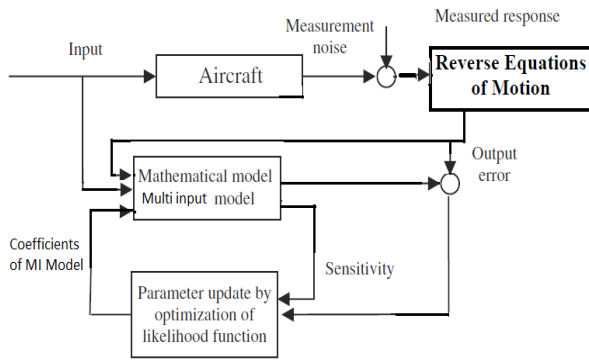 Measured response
Measurement
noise
Input
Aircraft
Reverse Equations
of Motion
Output
error
Mathematical model
Multi input model
Coefficients
of MI Model
Sensitivity
Parameter update by
optimization of
likelihood function